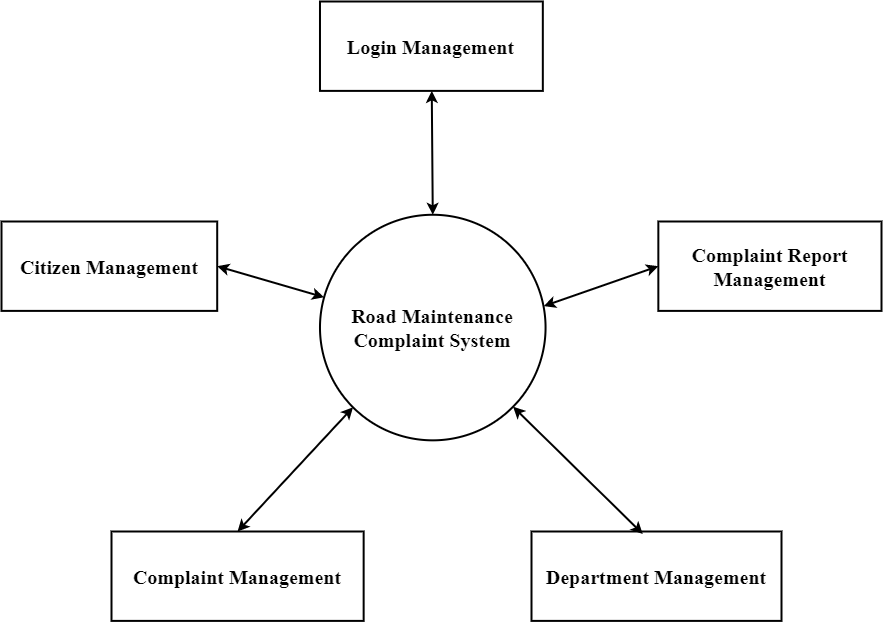 Login Management
Citizen Management
Complaint Report
Management
Road Maintenance
Complaint System
Complaint Management
Department Management